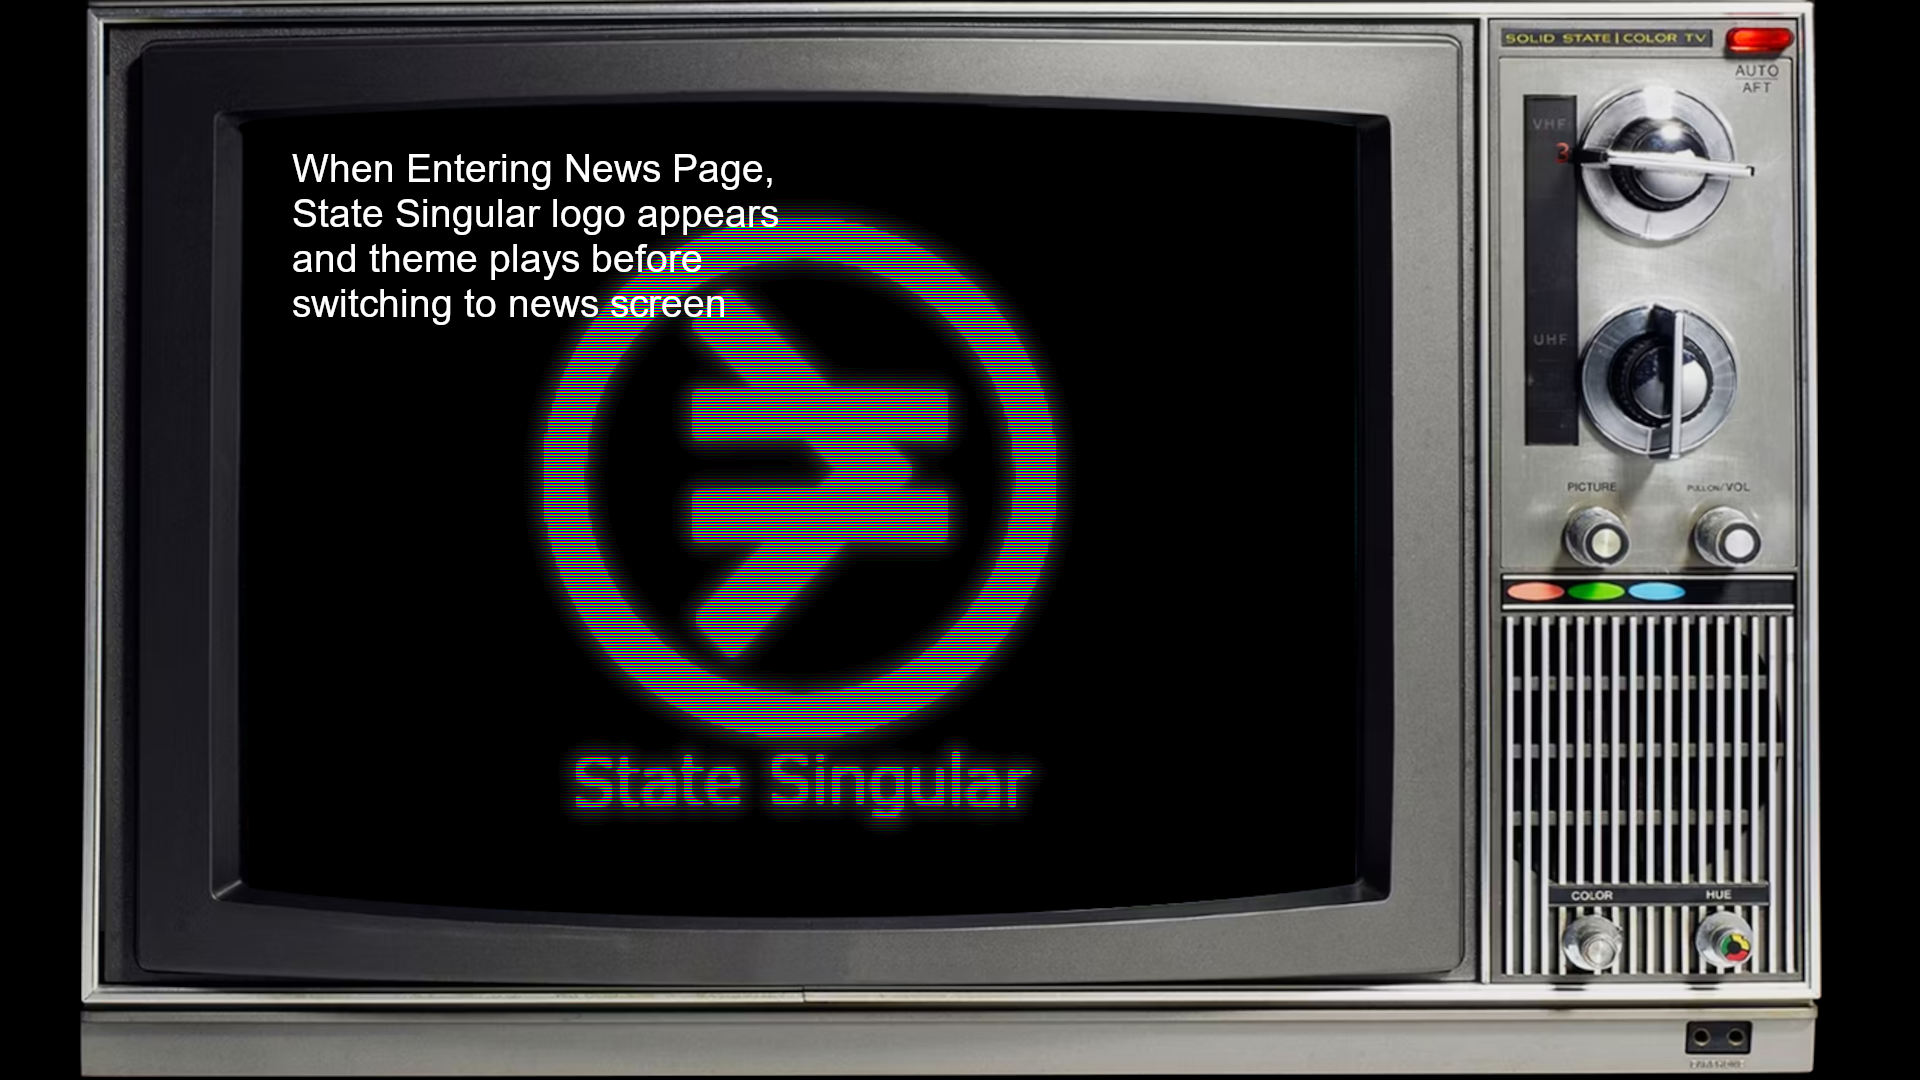 When Entering News Page,
State Singular logo appears
and theme plays before
switching to news screen
State Singular
SOLID STATE | COLOR TV
AUTO
AFT
VHF
3
UHF
PICTURE
PULL ON/VOL
COLOR
HUE